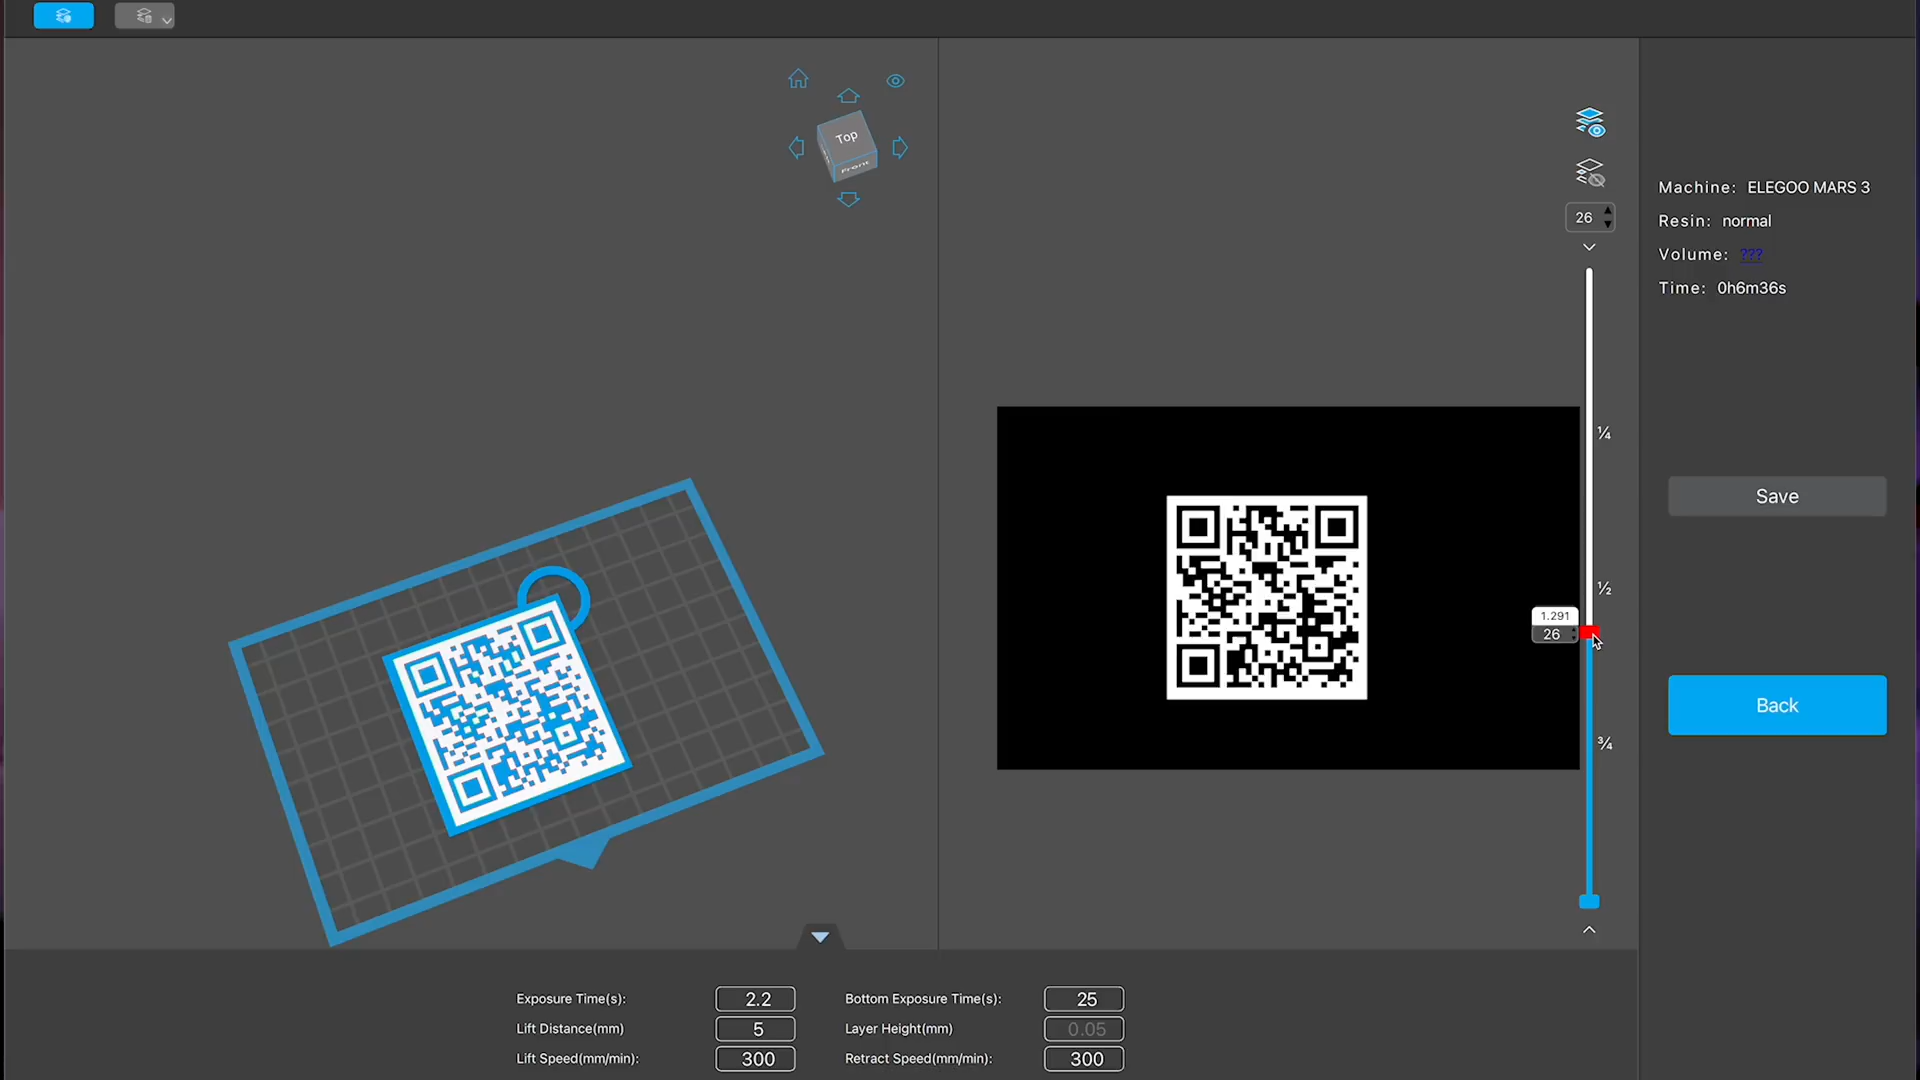 Top
Front
26
Machine: ELEGOO MARS 3
Resin: normal
Volume: ???
Time: 0h6m36s
¼
½
¾
1.291
26
Save
Back
Exposure Time(s): 2.2 Bottom Exposure Time(s): 25
Lift Distance(mm) 5 Layer Height(mm) 0.05
Lift Speed(mm/min): 300 Retract Speed(mm/min): 300